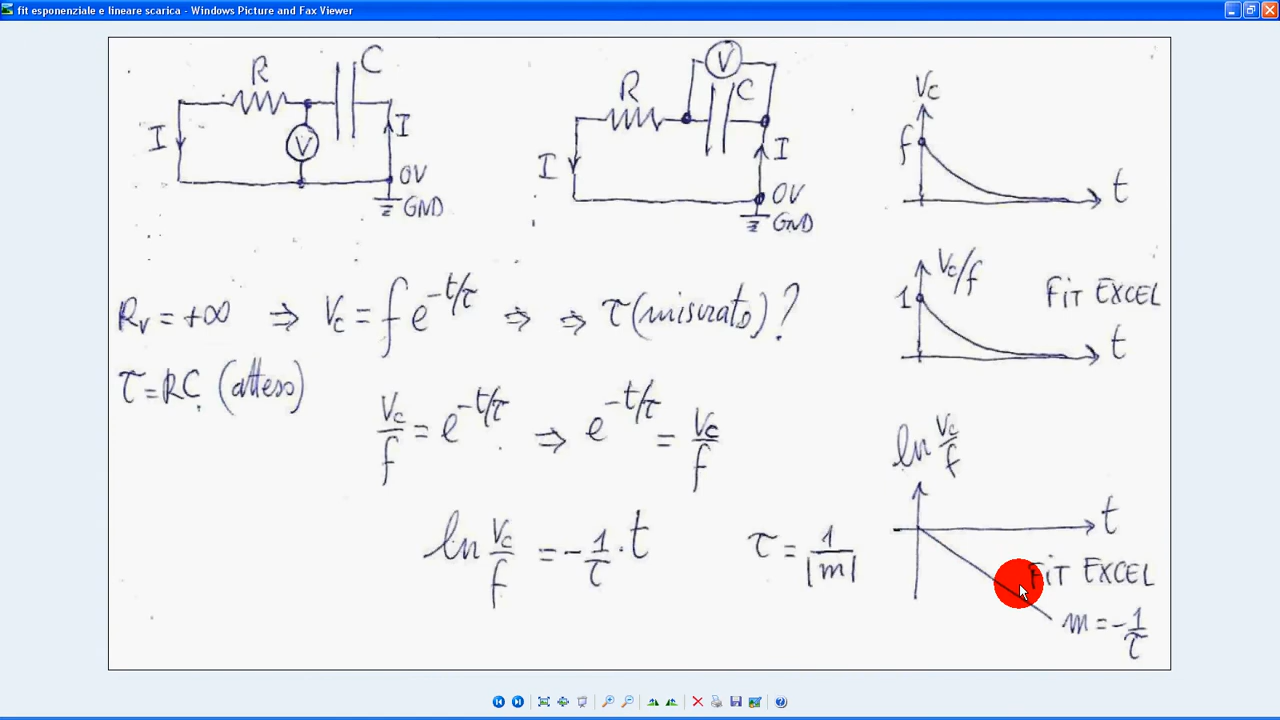 fit esponenziale e lineare scarica - Windows Picture and Fax Viewer
R C
I V I
0V
GND
V
R C
I I
0V
GND
Vc
f
t
Vc/f
1
FIT EXCEL
t
Rv = +∞ ⇒ Vc = f e^-t/τ ⇒ ⇒ τ (misurato) ?
τ = RC (atteso)
Vc/f = e^-t/τ ⇒ e^-t/τ = Vc/f
ln Vc/f = - 1/τ · t
τ = 1/|m|
ln Vc/f
t
FIT EXCEL
m = - 1/τ